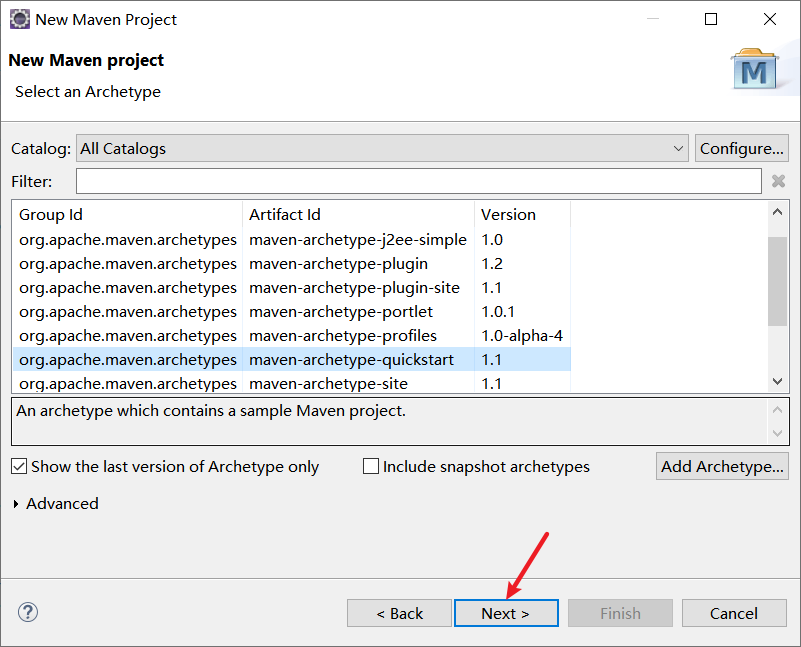 New Maven Project
New Maven project
Select an Archetype
Catalog: All Catalogs Configure...
Filter:
Group Id Artifact Id Version
org.apache.maven.archetypes maven-archetype-j2ee-simple 1.0
org.apache.maven.archetypes maven-archetype-plugin 1.2
org.apache.maven.archetypes maven-archetype-plugin-site 1.1
org.apache.maven.archetypes maven-archetype-portlet 1.0.1
org.apache.maven.archetypes maven-archetype-profiles 1.0-alpha-4
org.apache.maven.archetypes maven-archetype-quickstart 1.1
org.apache.maven.archetypes maven-archetype-site 1.1
An archetype which contains a sample Maven project.
Show the last version of Archetype only Include snapshot archetypes Add Archetype...
Advanced
? < Back Next > Finish Cancel